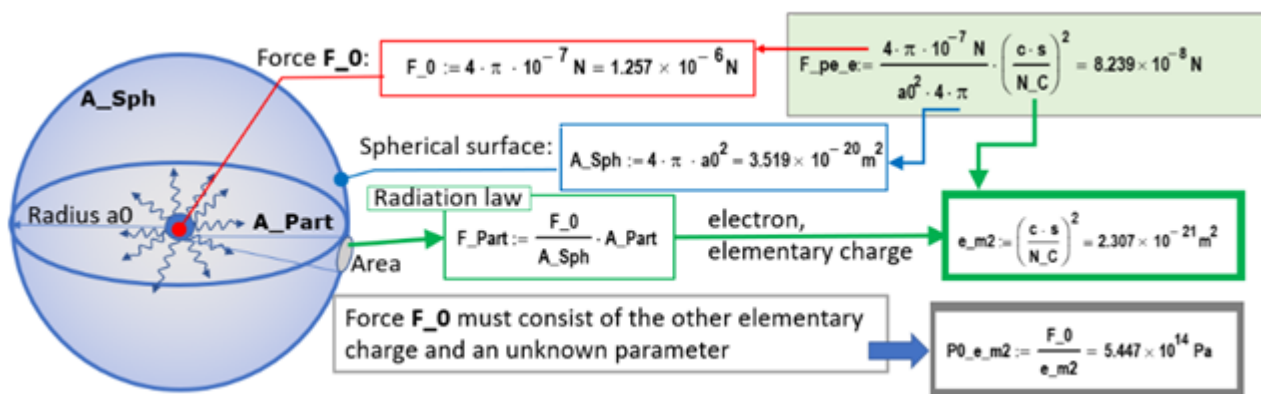 Force F_0:
F_0 := 4 · π · 10^-7 N = 1.257 × 10^-6 N
F_pe_e:= (4 · π · 10^-7 N)/(a0^2 · 4 · π) · (c · s/N_C)^2 = 8.239 × 10^-8 N
A_Sph
Spherical surface:
A_Sph := 4 · π · a0^2 = 3.519 × 10^-20 m^2
Radiation law
Radius a0
A_Part
F_Part := F_0/A_Sph · A_Part
electron,
elementary charge
e_m2 := (c · s/N_C)^2 = 2.307 × 10^-21 m^2
Area
Force F_0 must consist of the other elementary
charge and an unknown parameter
P0_e_m2 := F_0/e_m2 = 5.447 × 10^14 Pa